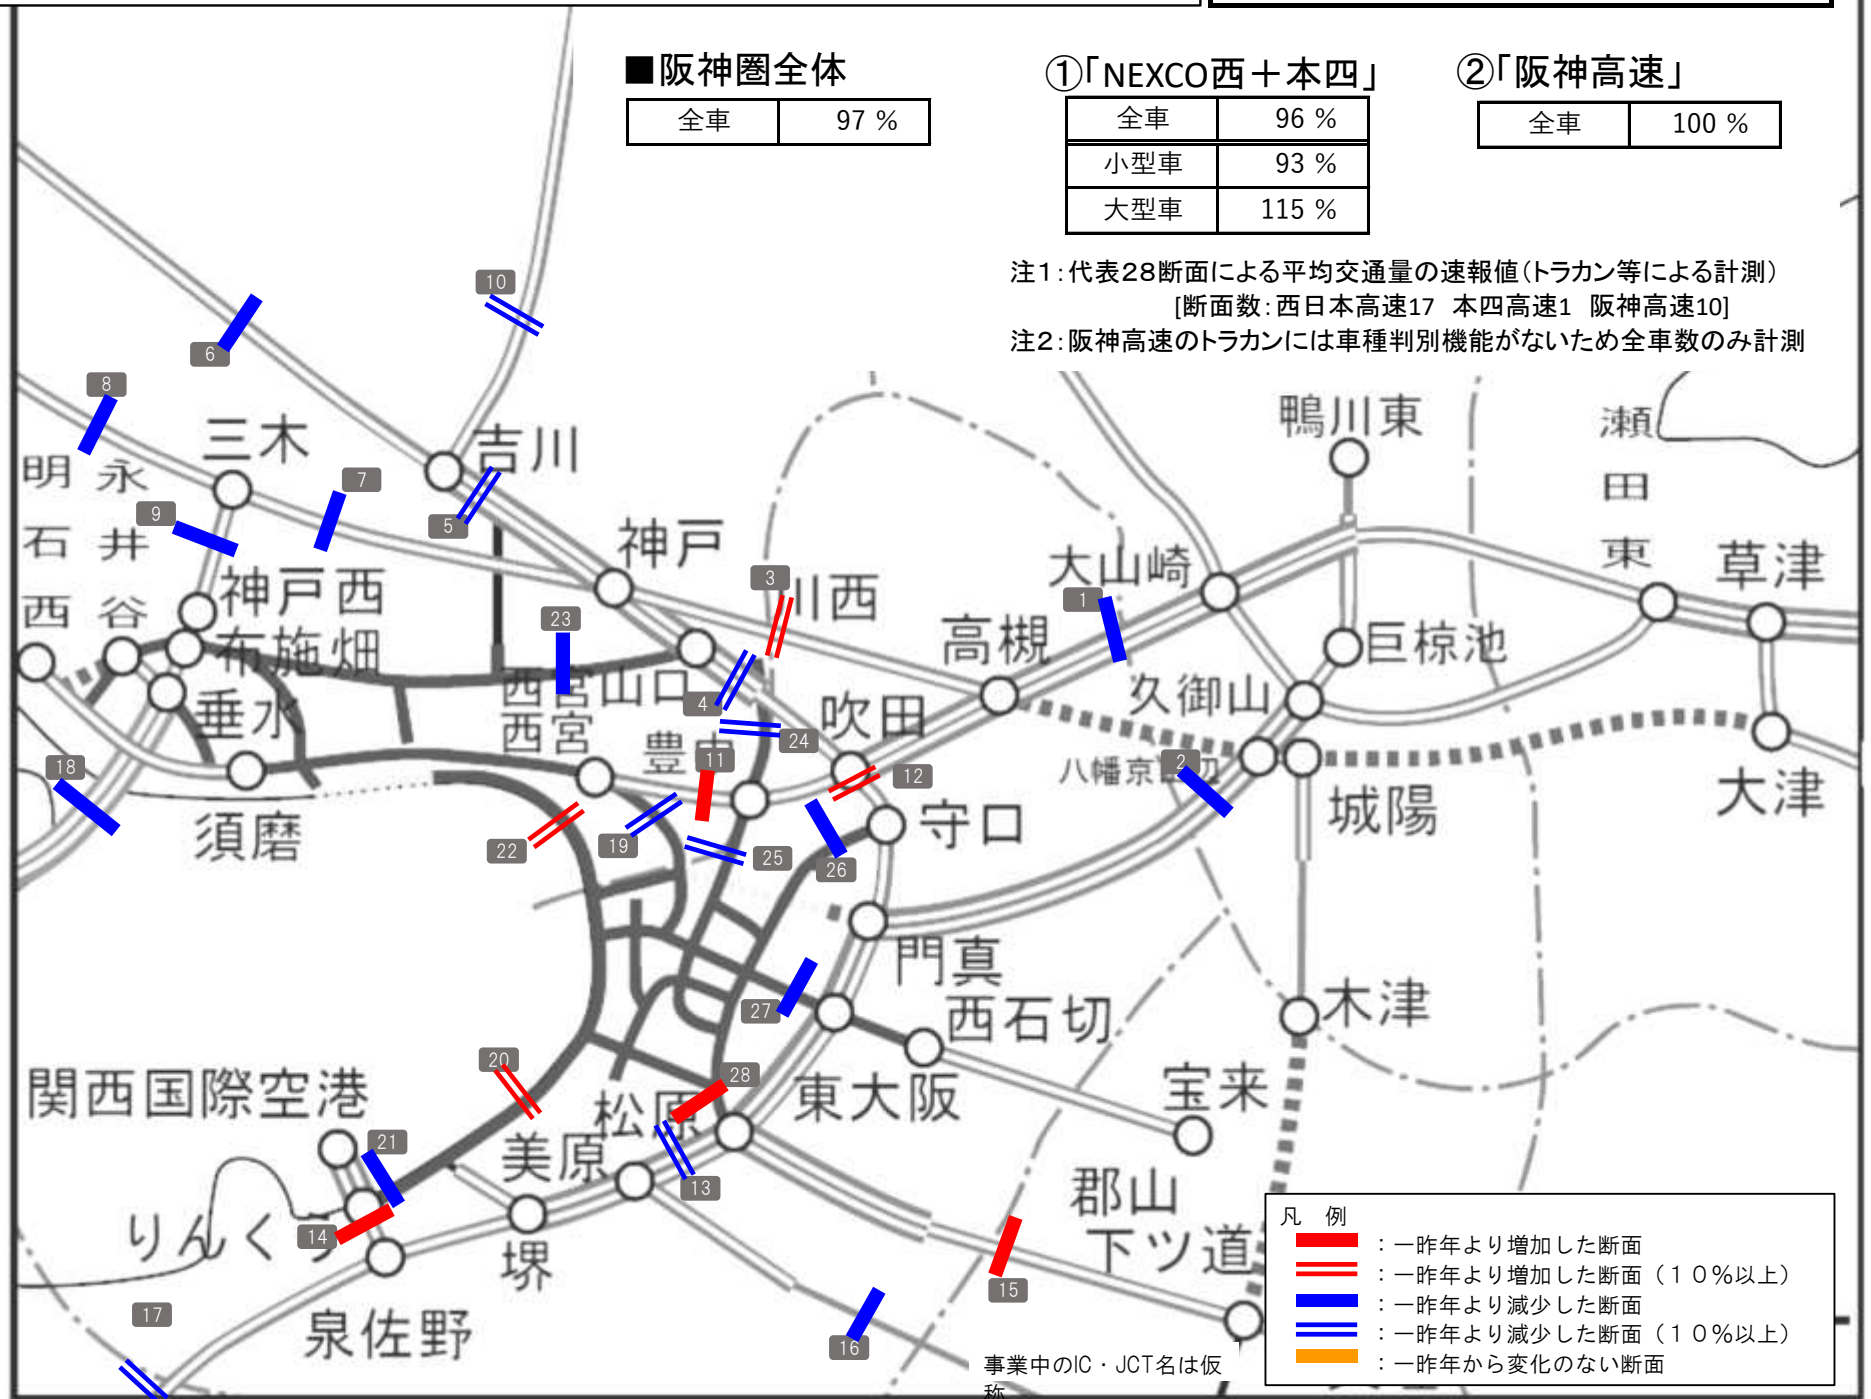 ■阪神圏全体
全車 97 %
①「NEXCO西＋本四」
全車 96 %
小型車 93 %
大型車 115 %
②「阪神高速」
全車 100 %
注1：代表28断面による平均交通量の速報値（トラカン等による計測）
[断面数：西日本高速17 本四高速1 阪神高速10]
注2：阪神高速のトラカンには車種判別機能がないため全車数のみ計測
10
6
8
三木
吉川
鴨川東
瀬田東
明石西
永井谷
7
9
5
神戸
3
川西
大山崎
1
草津
神戸西
布施畑
23
高槻
巨椋池
西宮山口
4
久御山
垂水
西宮
吹田
24
豊中
11
12
八幡京田辺
2
18
大津
須磨
守口
城陽
22
19
25
26
門真
27
西石切
木津
20
28
関西国際空港
松原
東大阪
宝来
21
美原
13
郡山下ツ道
りんくう
14
堺
15
17
泉佐野
16
事業中のIC・JCT名は仮
称
凡 例
：一昨年より増加した断面
：一昨年より増加した断面（１０％以上）
：一昨年より減少した断面
：一昨年より減少した断面（１０％以上）
：一昨年から変化のない断面